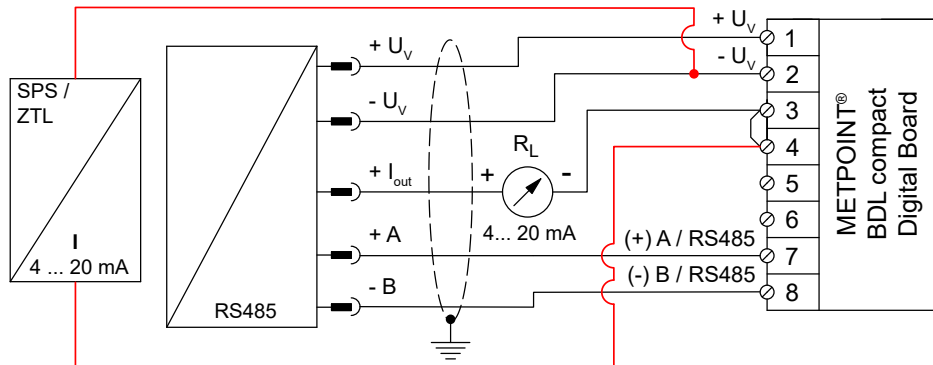 SPS /
ZTL
I
4 ... 20 mA
RS485
+ U_V
- U_V
+ I_out
+ A
- B
R_L
+
-
4... 20 mA
+ U_V
- U_V
(+) A / RS485
(-) B / RS485
1
2
3
4
5
6
7
8
METPOINT®
BDL compact
Digital Board